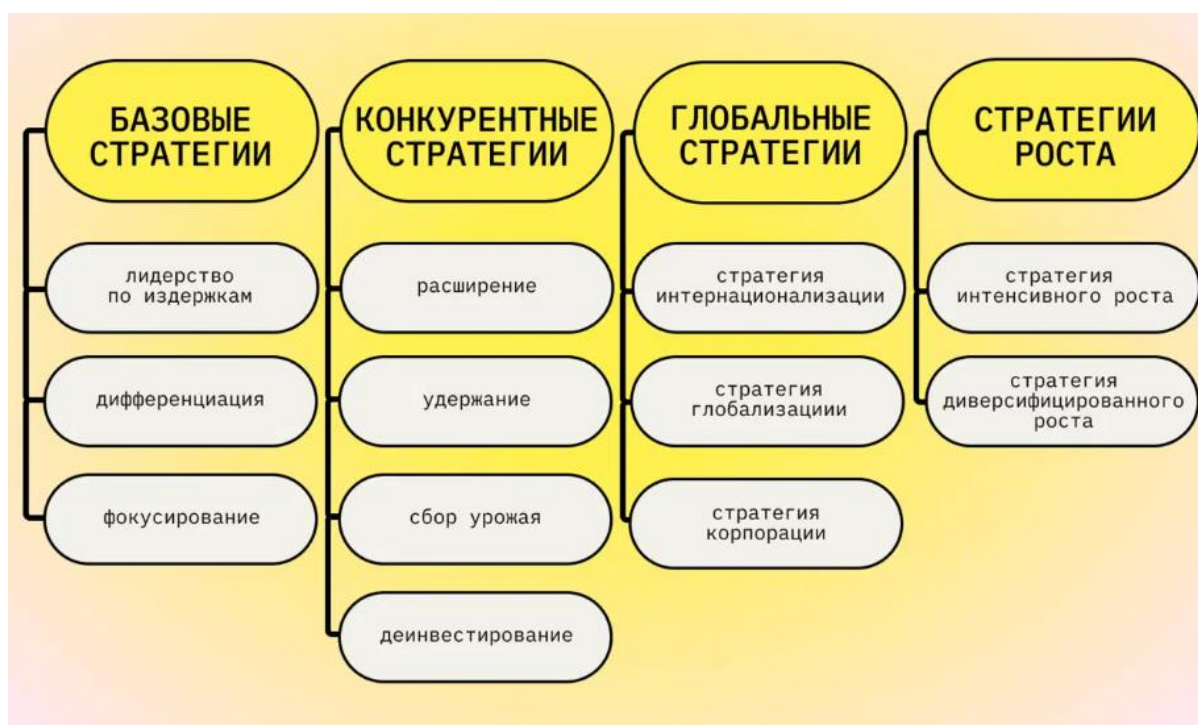 БАЗОВЫЕ
СТРАТЕГИИ
лидерство
по издержкам
дифференциация
фокусирование
КОНКУРЕНТНЫЕ
СТРАТЕГИИ
расширение
удержание
сбор урожая
деинвестирование
ГЛОБАЛЬНЫЕ
СТРАТЕГИИ
стратегия
интернационализации
стратегия
глобализациии
стратегия
корпорации
СТРАТЕГИИ
РОСТА
стратегия
интенсивного роста
стратегия
диверсифицированного
роста